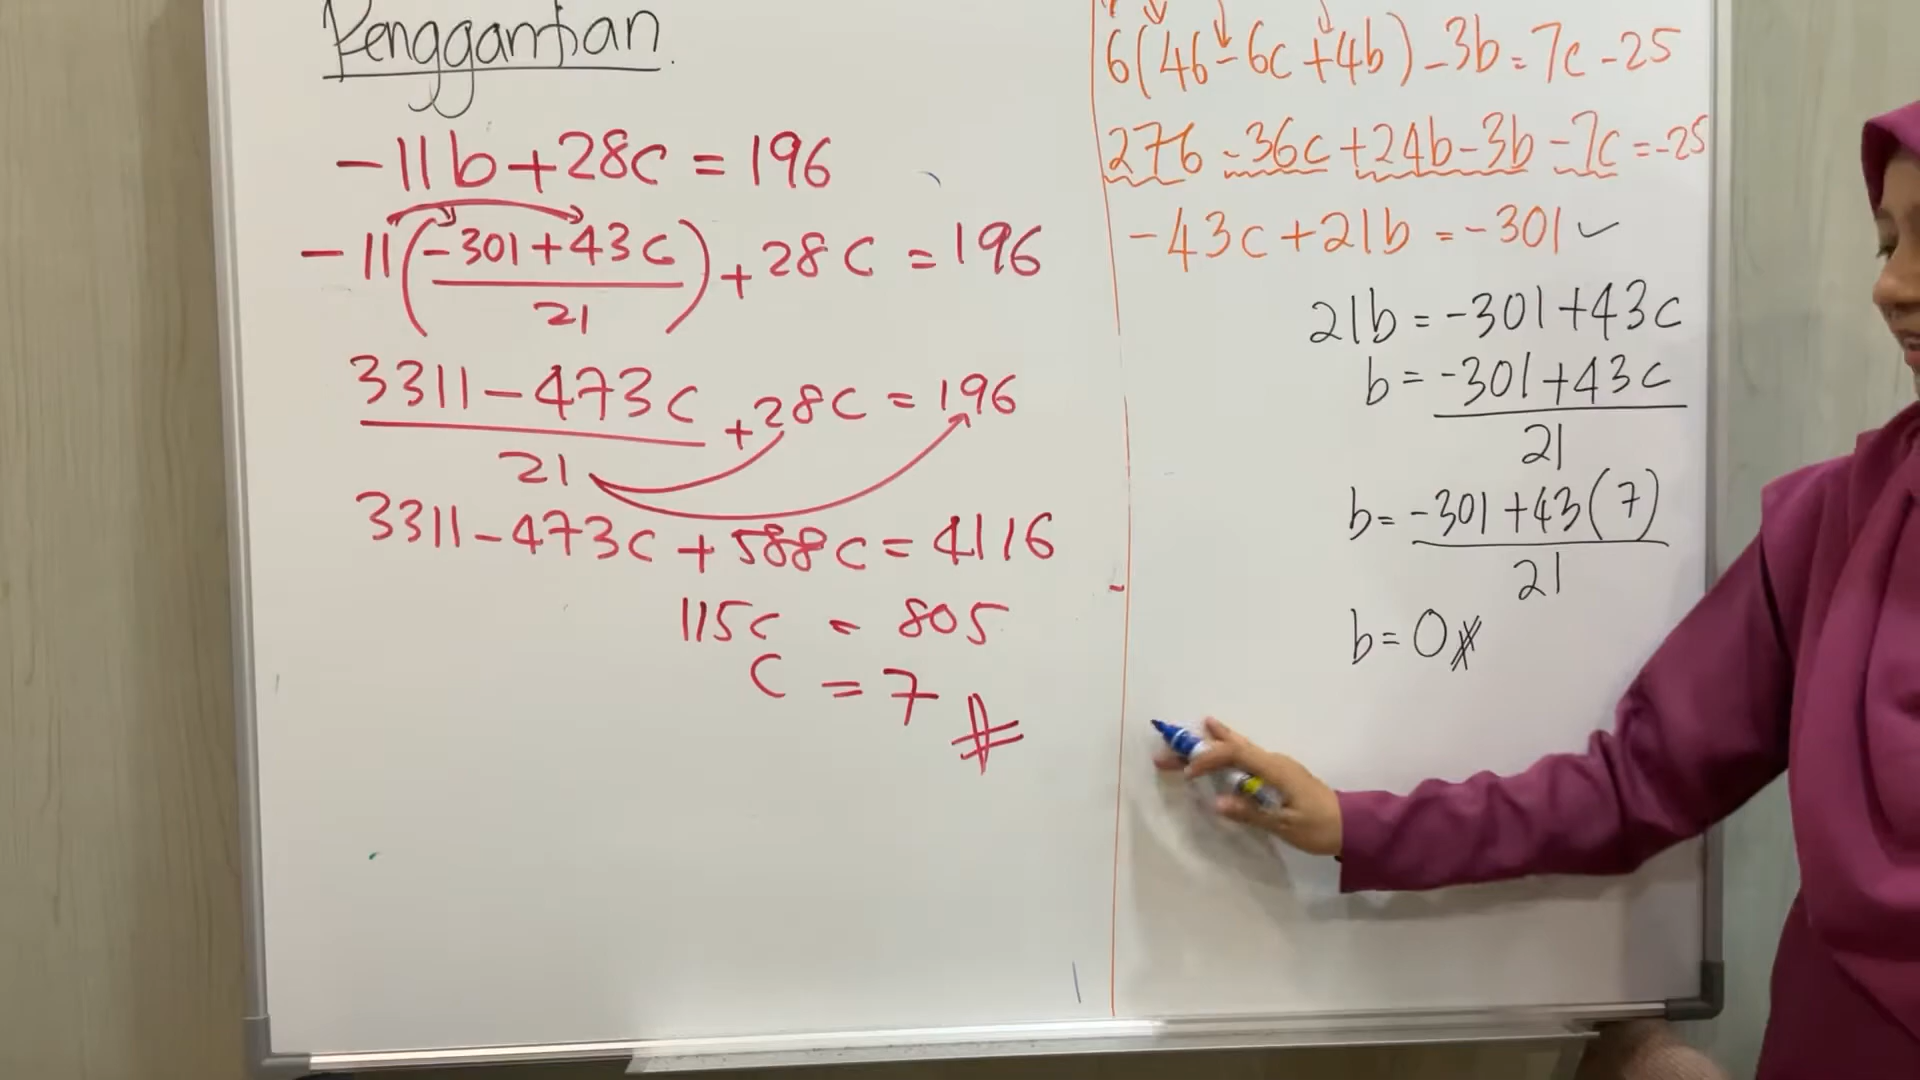 Penggantian
-11b+28c=196
-11(-301+43c/21)+28c=196
3311-473c/21+28c=196
3311-473c+588c=4116
115c=805
c=7
6(46-6c+4b)-3b=7c-25
276-36c+24b-3b-7c=-25
-43c+21b=-301✓
21b=-301+43c
b=-301+43c/21
b=-301+43(7)/21
b=0